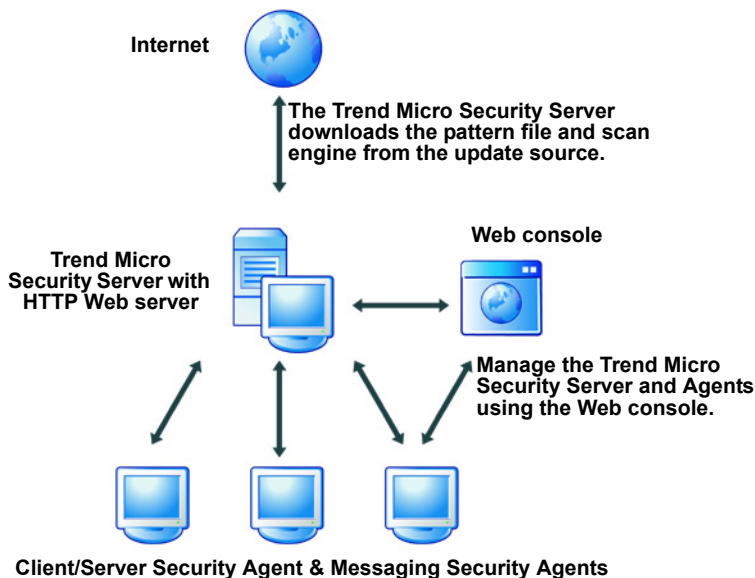 Internet
The Trend Micro Security Server
downloads the pattern file and scan
engine from the update source.
Trend Micro
Security Server with
HTTP Web server
Web console
Manage the Trend Micro
Security Server and Agents
using the Web console.
Client/Server Security Agent & Messaging Security Agents